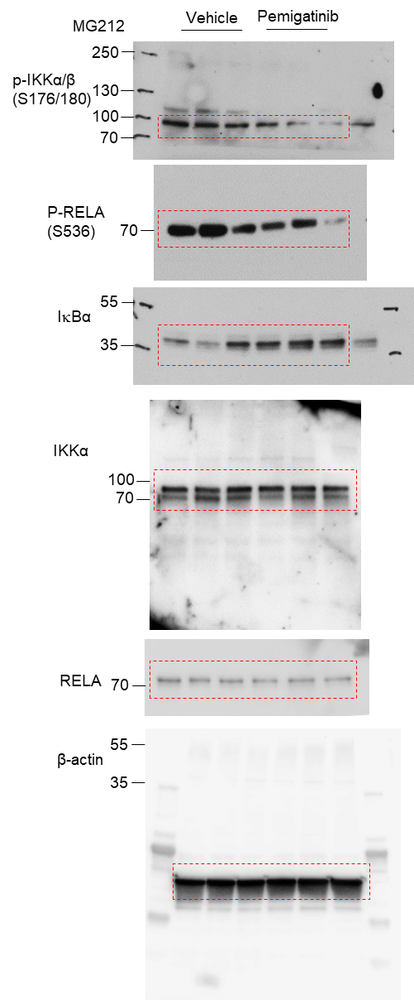 MG212
Vehicle
Pemigatinib
p-IKKα/β
(S176/180)
250
130
100
70
P-RELA
(S536)
70
IκBα
55
35
IKKα
100
70
RELA
70
β-actin
55
35